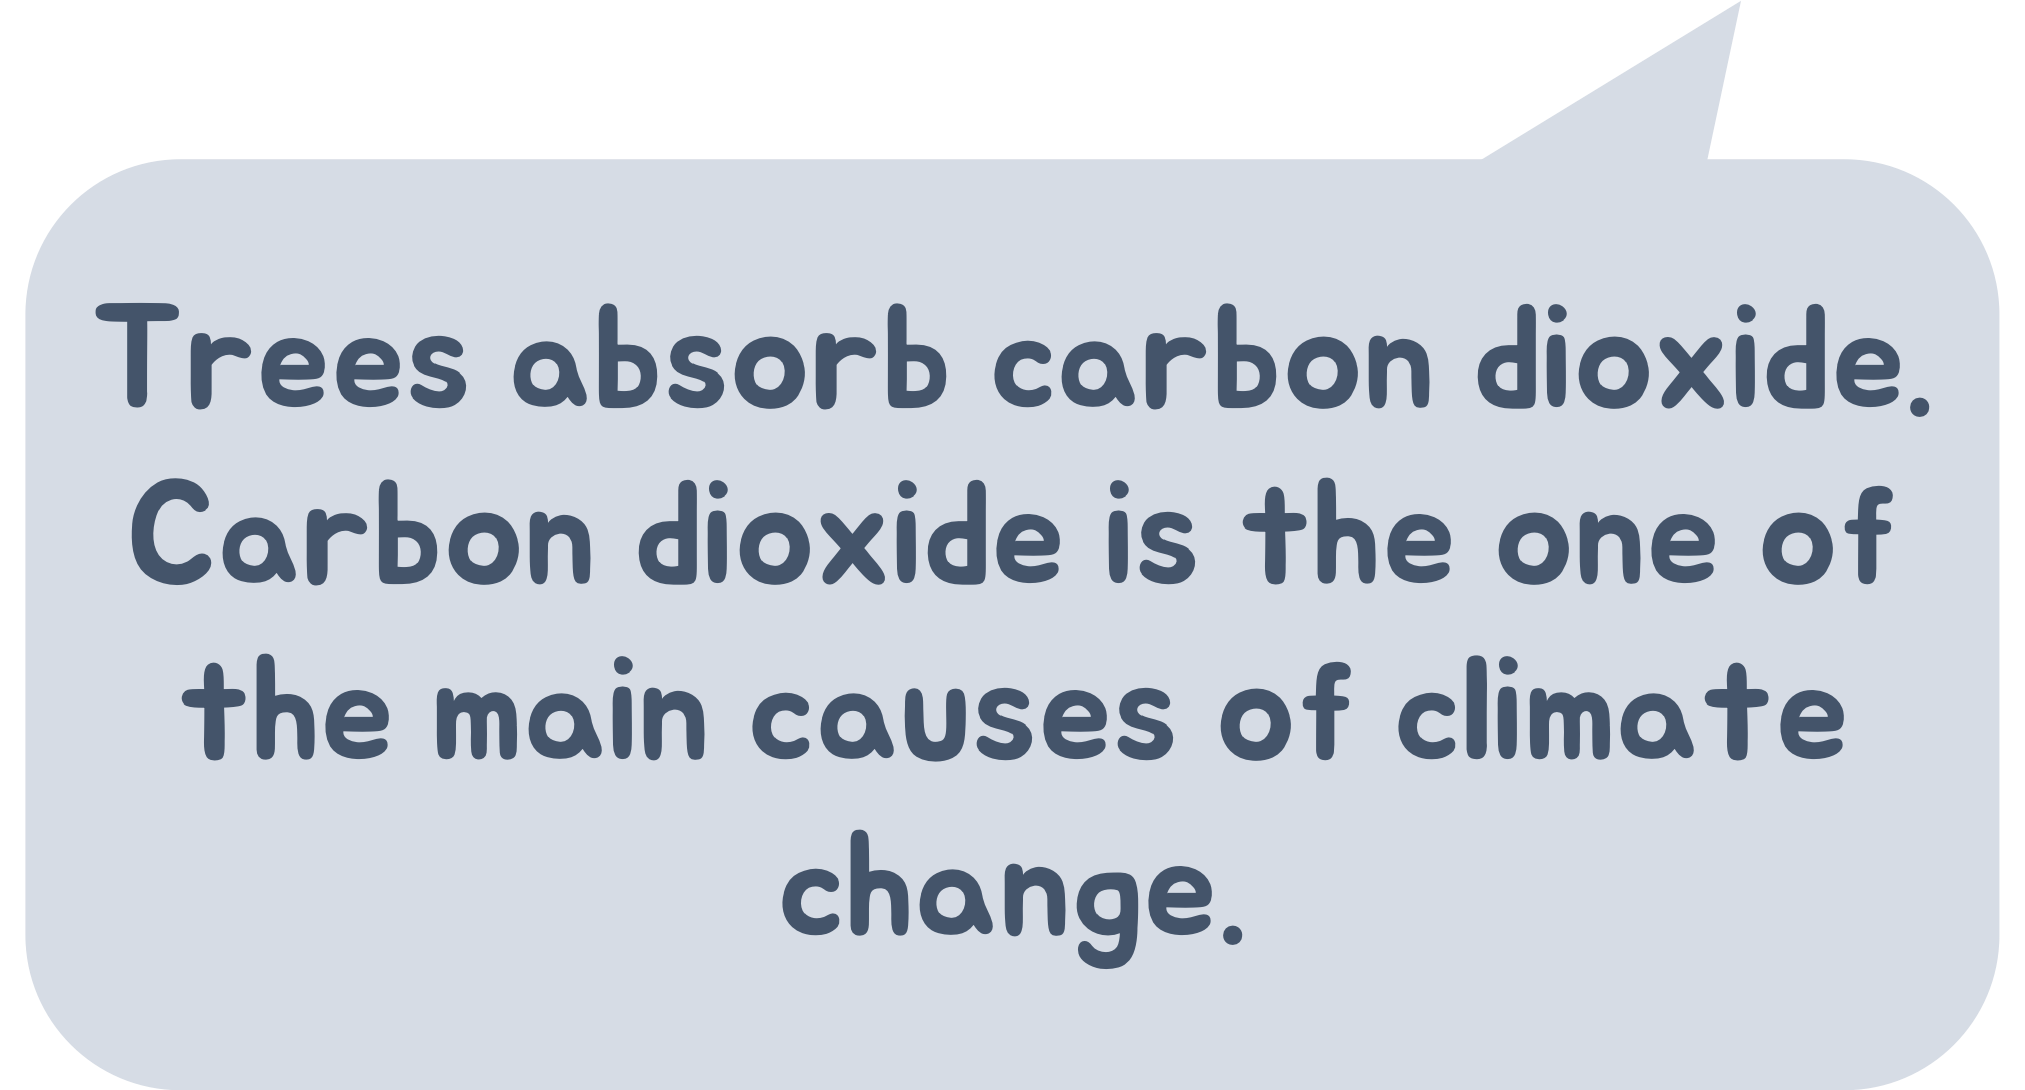 Trees absorb carbon dioxide.
Carbon dioxide is the one of
the main causes of climate
change.